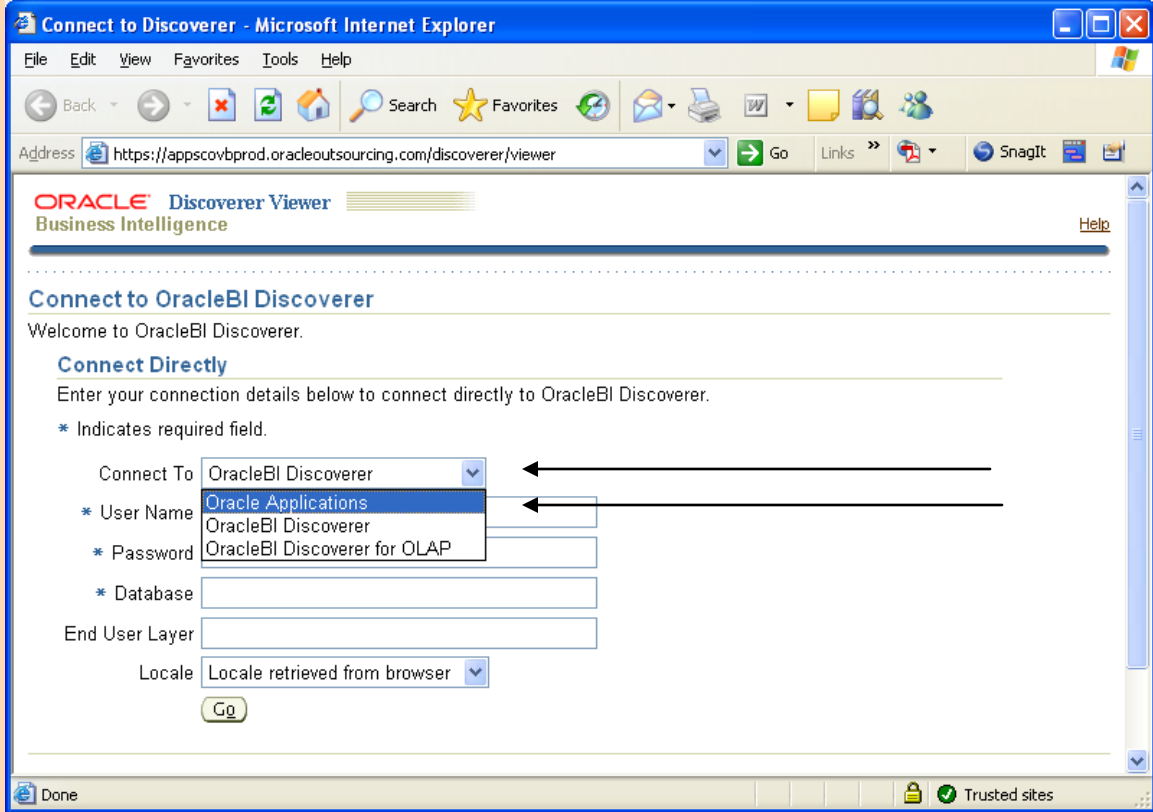 Connect to Discoverer - Microsoft Internet Explorer
File Edit View Favorites Tools Help
Back Search Favorites W
Address https://appscovbprod.oracleoutsourcing.com/discoverer/viewer Go Links » SnagIt
ORACLE Discoverer Viewer
Business Intelligence
Help
Connect to OracleBI Discoverer
Welcome to OracleBI Discoverer.
Connect Directly
Enter your connection details below to connect directly to OracleBI Discoverer.
* Indicates required field.
Connect To OracleBI Discoverer
Oracle Applications
* User Name
OracleBI Discoverer
OracleBI Discoverer for OLAP
* Password
* Database
End User Layer
Locale Locale retrieved from browser
Go
Done Trusted sites